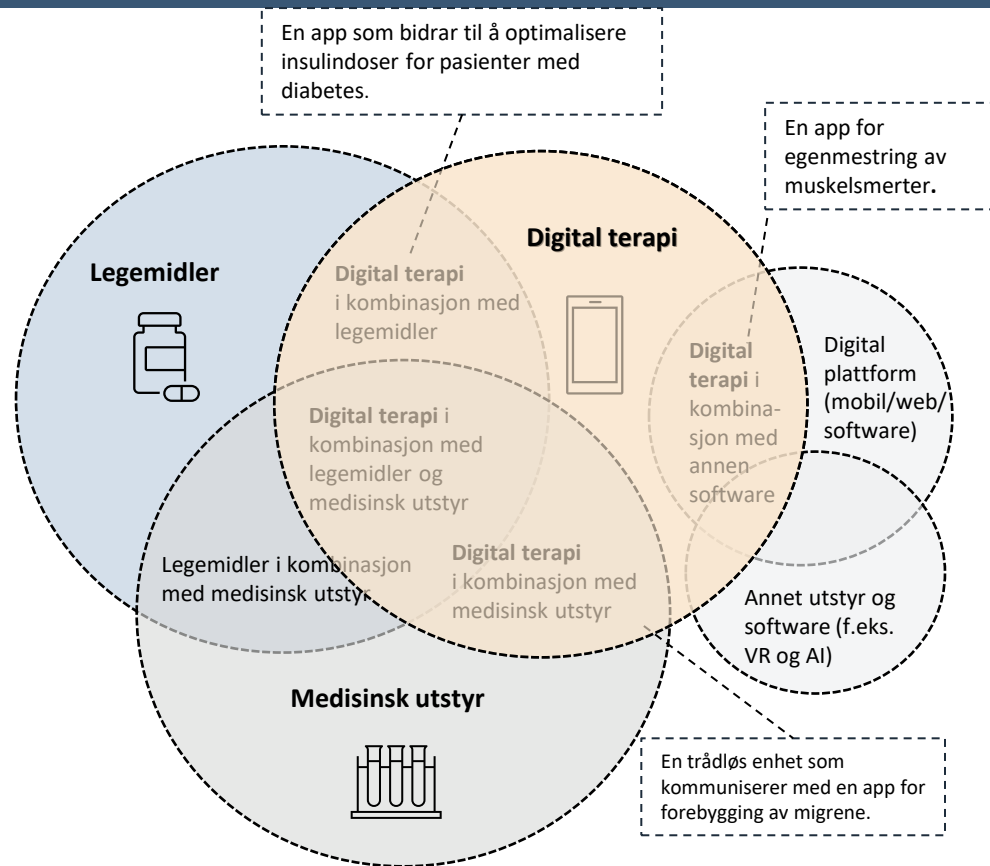 En app som bidrar til å optimalisere
insulindoser for pasienter med
diabetes.
En app for
egenmestring av
muskelsmerter.
Digital terapi
Legemidler
Digital terapi
i kombinasjon med
legemidler
Digital
terapi i
kombina-
sjon med
annen
software
Digital
plattform
(mobil/web/
software)
Digital terapi i
kombinasjon med
legemidler og
medisinsk utstyr
Legemidler i kombinasjon
med medisinsk utstyr
Digital terapi
i kombinasjon med
medisinsk utstyr
Annet utstyr og
software (f.eks.
VR og AI)
Medisinsk utstyr
En trådløs enhet som
kommuniserer med en app for
forebygging av migrene.